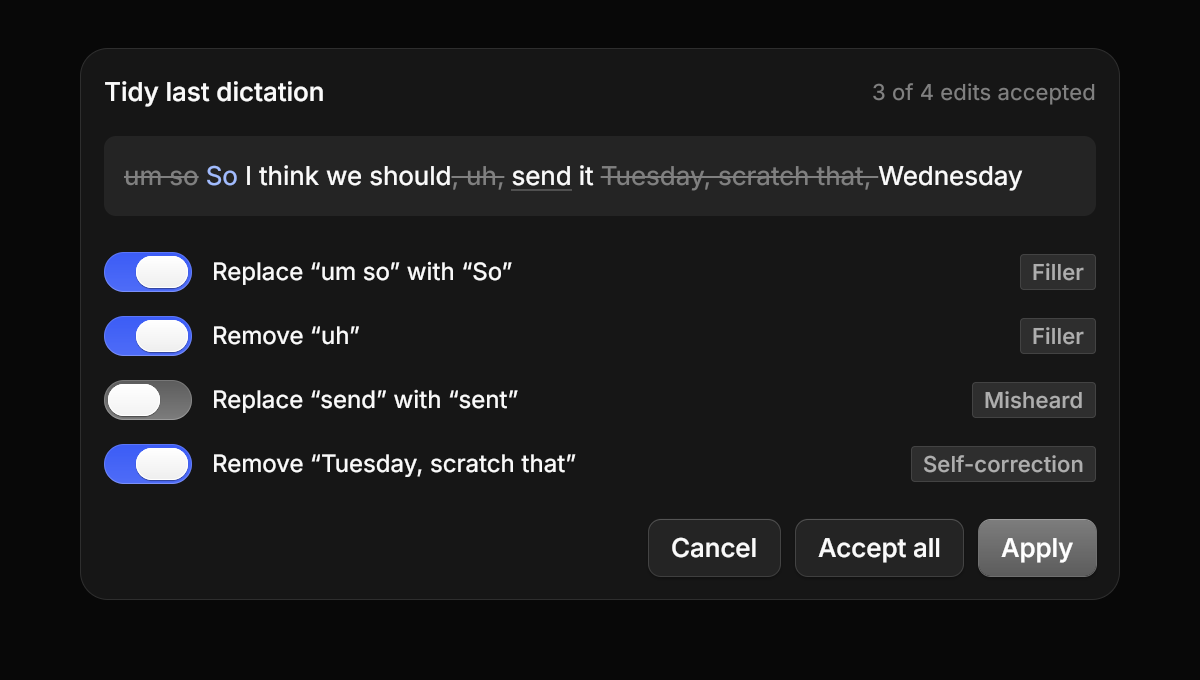 Tidy last dictation
3 of 4 edits accepted
um so So I think we should, uh, send it Tuesday, scratch that, Wednesday
Replace “um so” with “So”
Filler
Remove “uh”
Filler
Replace “send” with “sent”
Misheard
Remove “Tuesday, scratch that”
Self-correction
Cancel
Accept all
Apply